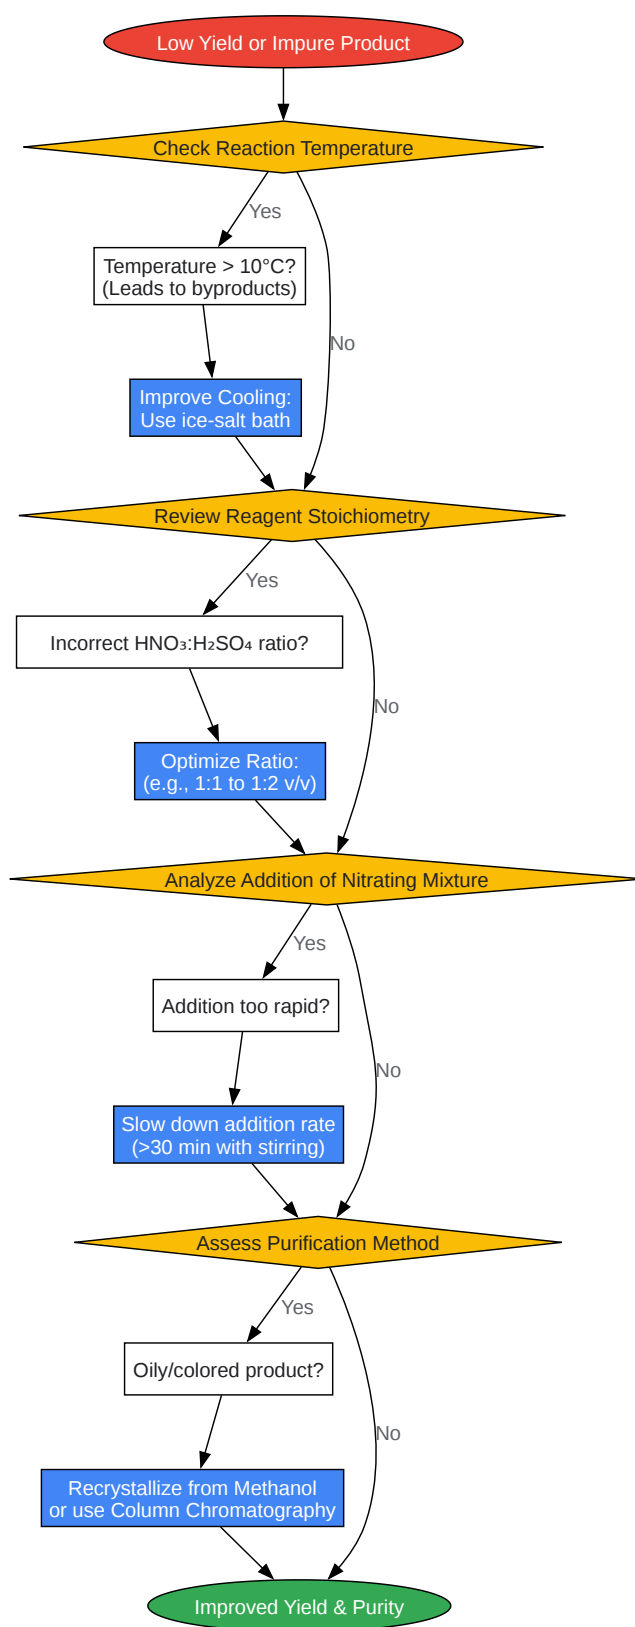 Low Yield or Impure Product
Check Reaction Temperature
Yes
Temperature > 10°C?
(Leads to byproducts)
No
Improve Cooling:
Use ice-salt bath
Review Reagent Stoichiometry
Yes
Incorrect HNO₃:H₂SO₄ ratio?
No
Optimize Ratio:
(e.g., 1:1 to 1:2 v/v)
Analyze Addition of Nitrating Mixture
Yes
Addition too rapid?
No
Slow down addition rate
(>30 min with stirring)
Assess Purification Method
Yes
Oily/colored product?
No
Recrystallize from Methanol
or use Column Chromatography
Improved Yield & Purity